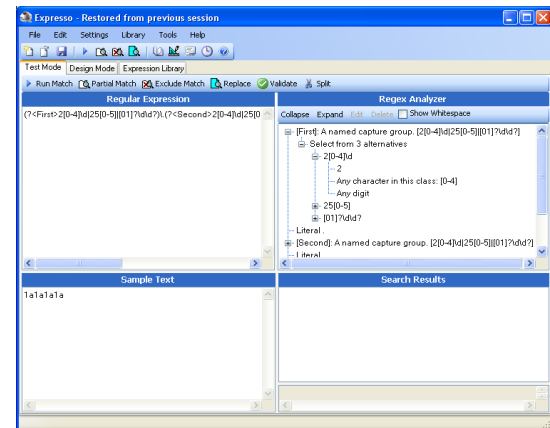 Expresso - Restored from previous session
File Edit Settings Library Tools Help
Test Mode Design Mode Expression Library
Run Match Partial Match Exclude Match Replace Validate Split
Regular Expression
(?<First>2[0-4]\d|25[0-5]|[01]?\d\d?)\.(?<Second>2[0-4]\d|25[0
Regex Analyzer
Collapse Expand Edit Delete Show Whitespace
[First]: A named capture group. [2[0-4]\d|25[0-5]|[01]?\d\d?]
Select from 3 alternatives
2[0-4]\d
2
Any character in this class: [0-4]
Any digit
25[0-5]
[01]?\d\d?
Literal .
[Second]: A named capture group. [2[0-4]\d|25[0-5]|[01]?\d\d?]
Literal
Sample Text
1a1a1a1a
Search Results